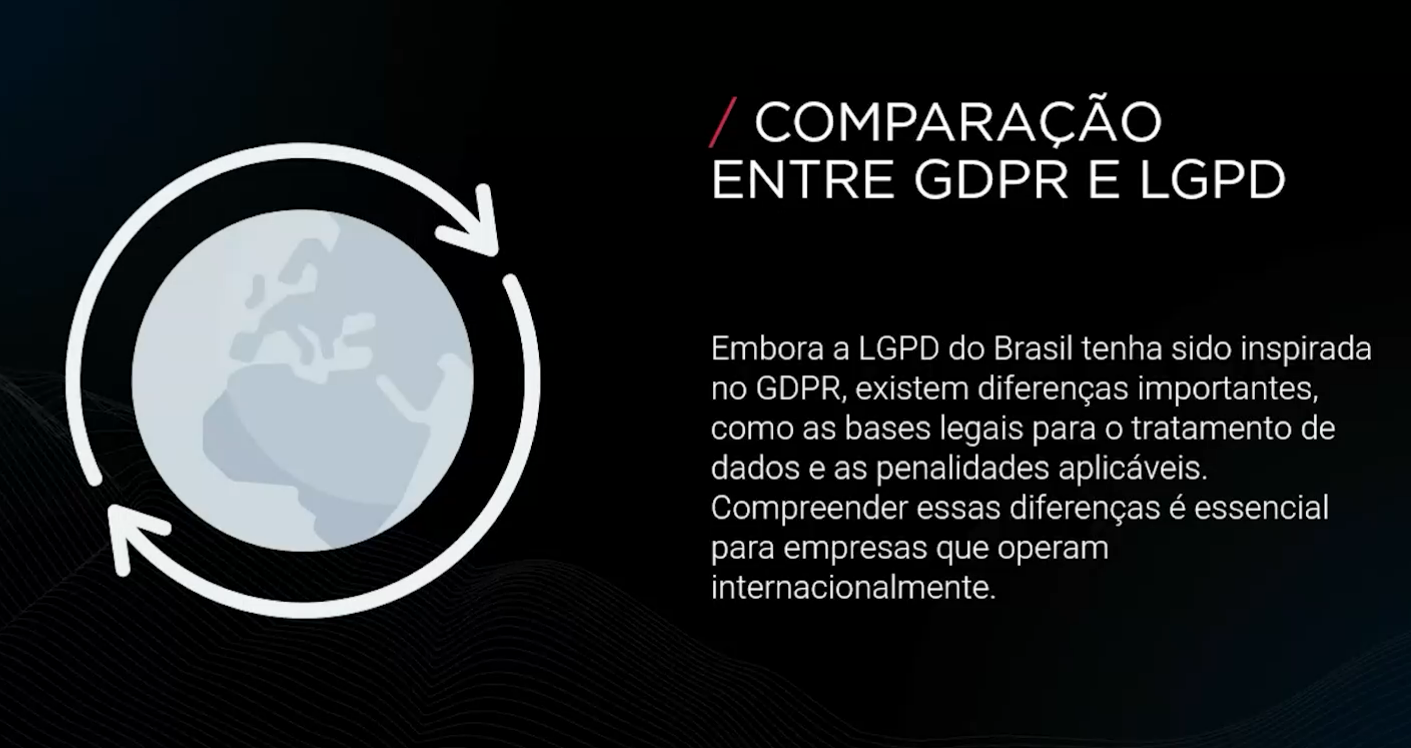 / COMPARAÇÃO
ENTRE GDPR E LGPD
Embora a LGPD do Brasil tenha sido inspirada
no GDPR, existem diferenças importantes,
como as bases legais para o tratamento de
dados e as penalidades aplicáveis.
Compreender essas diferenças é essencial
para empresas que operam
internacionalmente.